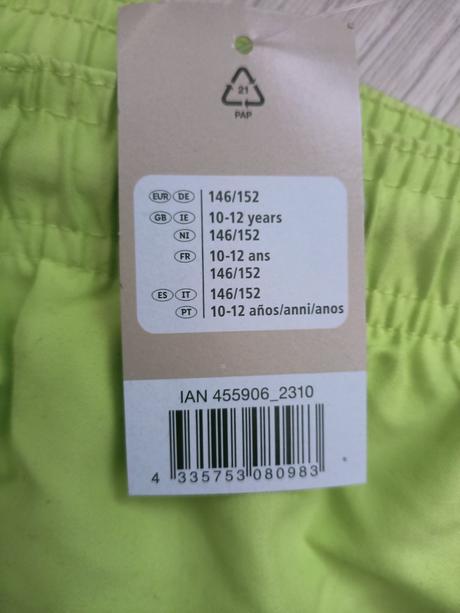 21
PAP
EUR DE 146/152
GB IE 10-12 years
NI 146/152
FR 10-12 ans
146/152
ES IT 146/152
PT 10-12 años/anni/anos
IAN 455906_2310
4 335753 080983